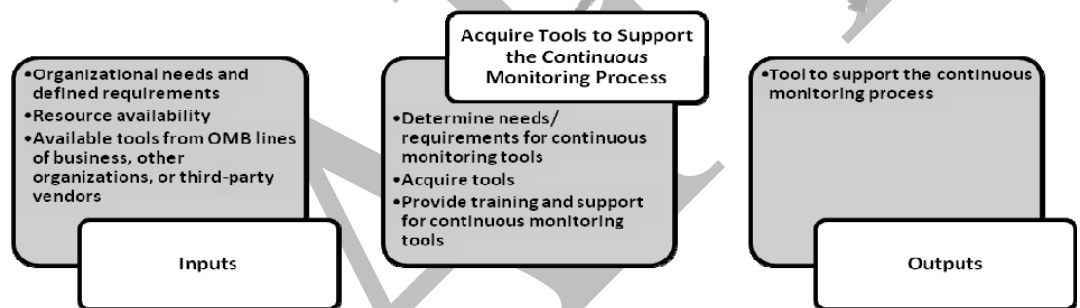 •Organizational needs and
defined requirements
•Resource availability
•Available tools from OMB lines
of business, other
organizations, or third-party
vendors
Inputs
Acquire Tools to Support
the Continuous
Monitoring Process
•Determine needs/
requirements for continuous
monitoring tools
•Acquire tools
•Provide training and support
for continuous monitoring
tools
•Tool to support the continuous
monitoring process
Outputs